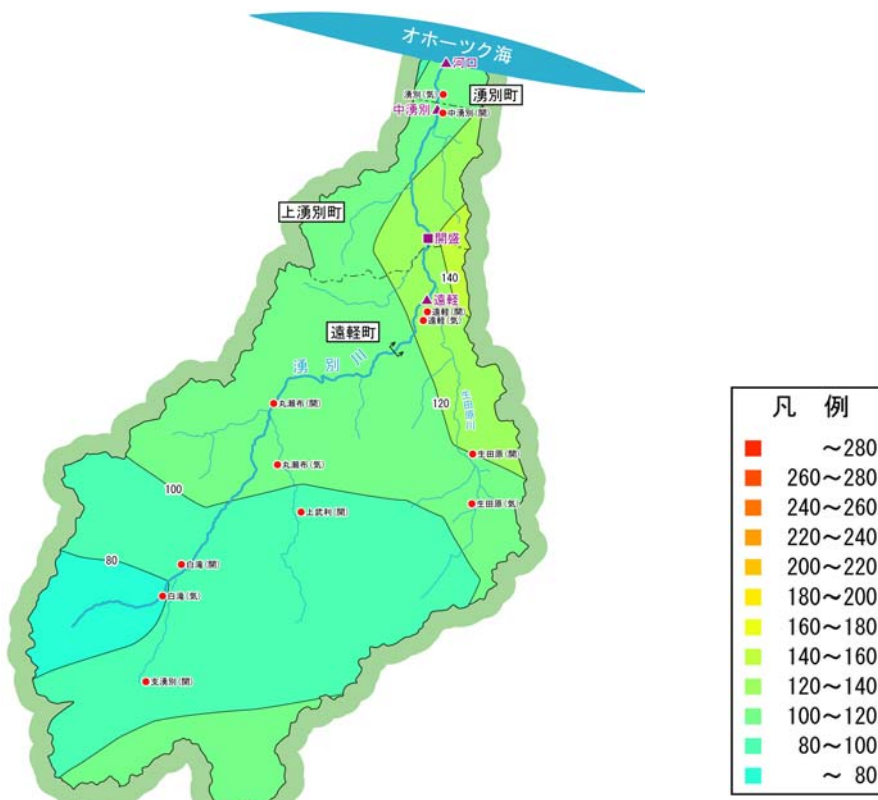 オホーツク海
河口
湧別(気)
湧別町
中湧別
中湧別(開)
上湧別町
開盛
140
遠軽
遠軽(開)
遠軽(気)
遠軽町
湧別川
丸瀬布(開)
120
生田原川
生田原(開)
丸瀬布(気)
100
生田原(気)
上武利(開)
80
白滝(開)
白滝(気)
支湧別(開)
凡 例
～280
260～280
240～260
220～240
200～220
180～200
160～180
140～160
120～140
100～120
80～100
～ 80